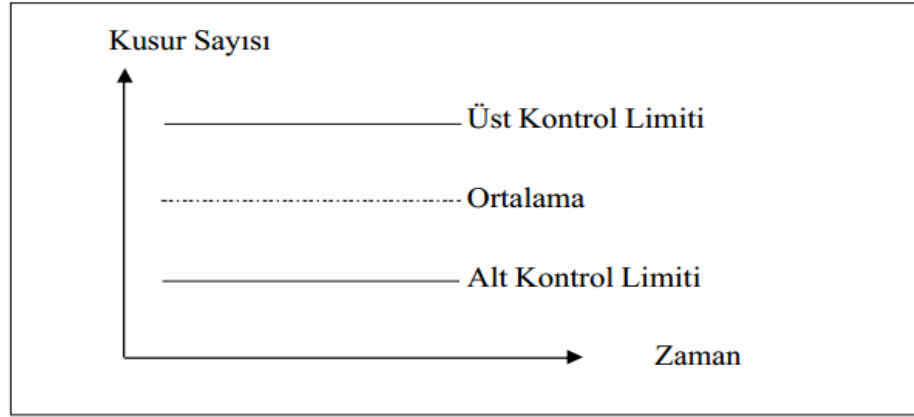 Kusur Sayısı
Üst Kontrol Limiti
Ortalama
Alt Kontrol Limiti
Zaman